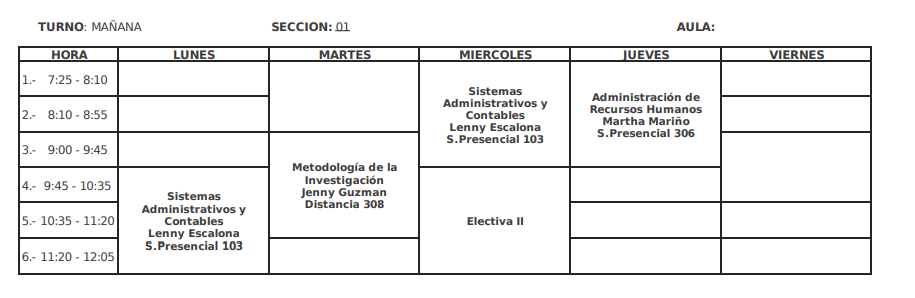 TURNO: MAÑANA SECCION: 01 AULA:
HORA LUNES MARTES MIERCOLES JUEVES VIERNES
1.- 7:25 - 8:10
2.- 8:10 - 8:55
3.- 9:00 - 9:45
4.- 9:45 - 10:35
5.- 10:35 - 11:20
6.- 11:20 - 12:05
Sistemas
Administrativos y
Contables
Lenny Escalona
S.Presencial 103
Metodología de la
Investigación
Jenny Guzman
Distancia 308
Sistemas
Administrativos y
Contables
Lenny Escalona
S.Presencial 103
Electiva II
Administración de
Recursos Humanos
Martha Mariño
S.Presencial 306